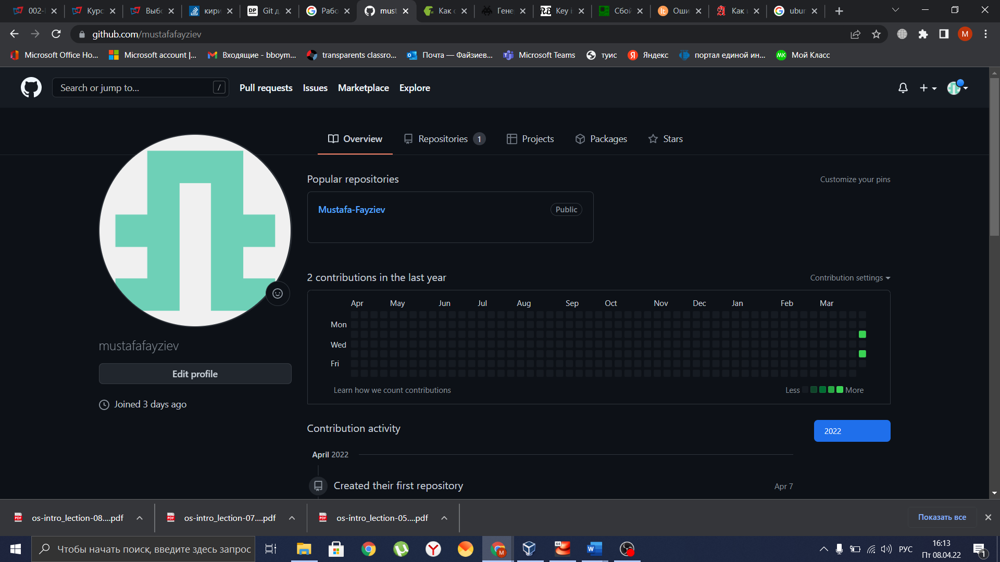 002-
Курс
Выбо
кири
Git д
Рабо
must
Как с
Гене
Key i
Сбой
Оши
Как и
ubun
github.com/mustafafayziev
M
Microsoft Office Ho...
Microsoft account |...
Входящие - bboym...
transparents classro...
Почта — Файзиев...
Microsoft Teams
туис
Яндекс
портал единой ин...
Мой Класс
Search or jump to...
/
Pull requests
Issues
Marketplace
Explore
Overview
Repositories 1
Projects
Packages
Stars
Popular repositories
Customize your pins
Mustafa-Fayziev
Public
2 contributions in the last year
Contribution settings
Apr May Jun Jul Aug Sep Oct Nov Dec Jan Feb Mar
Mon
Wed
Fri
Learn how we count contributions
Less More
mustafafayziev
Edit profile
Joined 3 days ago
Contribution activity
2022
April 2022
Created their first repository
Apr 7
os-intro_lection-08....pdf
os-intro_lection-07....pdf
os-intro_lection-05....pdf
Показать все
Чтобы начать поиск, введите здесь запрос
РУС
16:13
Пт 08.04.22
1